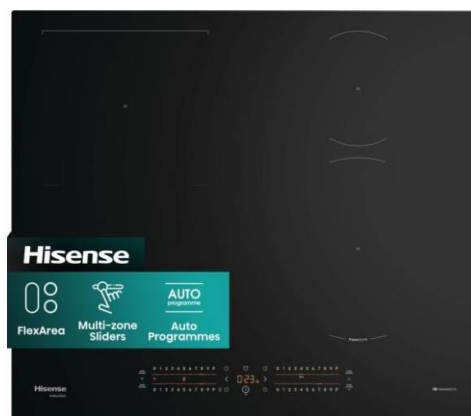 Hisense
FlexArea
Multi-zone
Sliders
AUTO
programme
Auto
Programmes
0 1 2 3 4 5 6 7 8 9 P
0 1 2 3 4 5 6 7 8 9 P
023
0 1 2 3 4 5 6 7 8 9 P
0 1 2 3 4 5 6 7 8 9 P
Hisense
induction